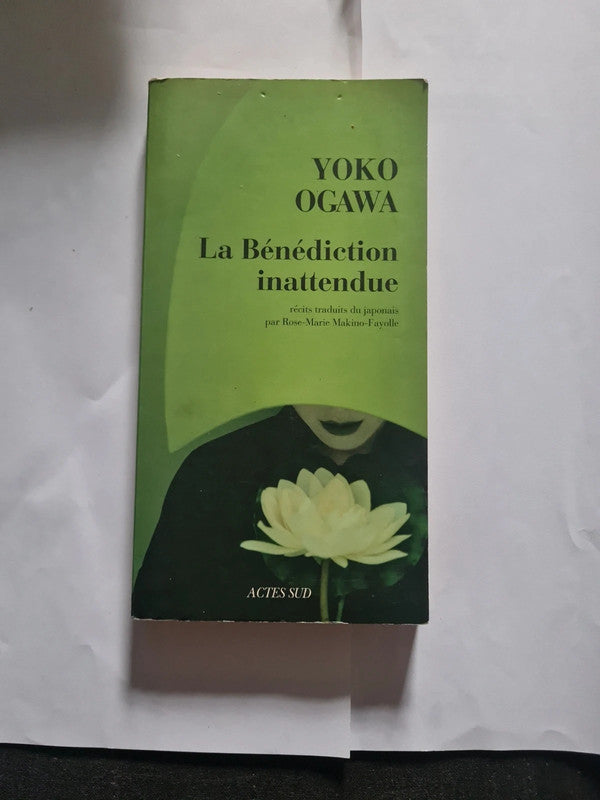 YOKO
OGAWA
La Bénédiction
inattendue
récits traduits du japonais
par Rose-Marie Makino-Fayolle
ACTES SUD